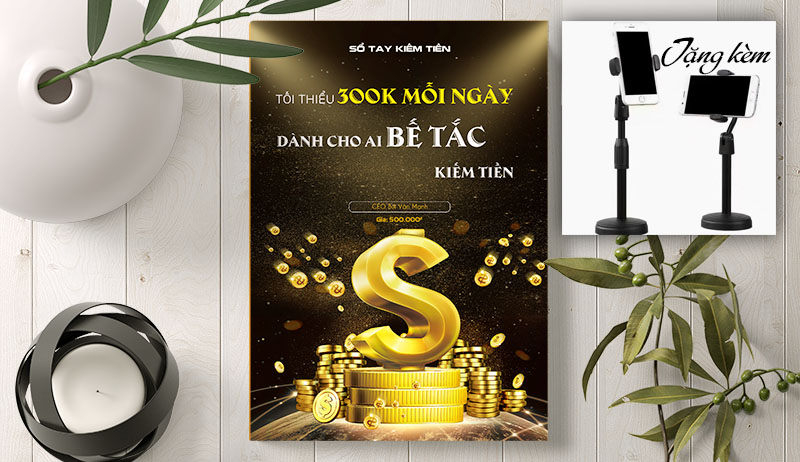 SỔ TAY KIẾM TIỀN
TỐI THIỂU 300K MỖI NGÀY
DÀNH CHO AI BẾ TẮC
KIẾM TIỀN
CEO Bùi Văn Mạnh
Giá: 500.000đ
Tặng kèm